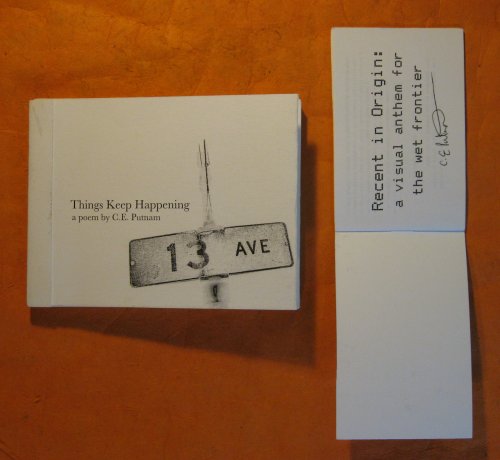 Things Keep Happening
a poem by C.E. Putnam
13 AVE
Recent in Origin:
a visual anthem for
the wet frontier